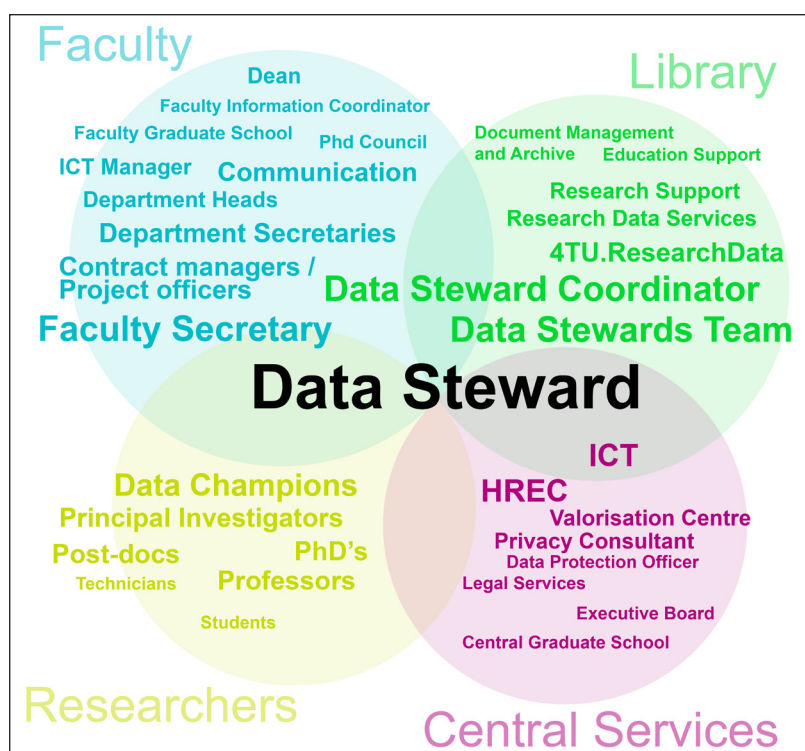 Faculty
Dean
Faculty Information Coordinator
Faculty Graduate School
Phd Council
ICT Manager
Communication
Department Heads
Department Secretaries
Contract managers /
Project officers
Faculty Secretary
Library
Document Management
and Archive
Education Support
Research Support
Research Data Services
4TU.ResearchData
Data Steward Coordinator
Data Stewards Team
Data Steward
Data Champions
Principal Investigators
Post-docs
PhD's
Technicians
Professors
Students
Researchers
ICT
HREC
Valorisation Centre
Privacy Consultant
Data Protection Officer
Legal Services
Executive Board
Central Graduate School
Central Services